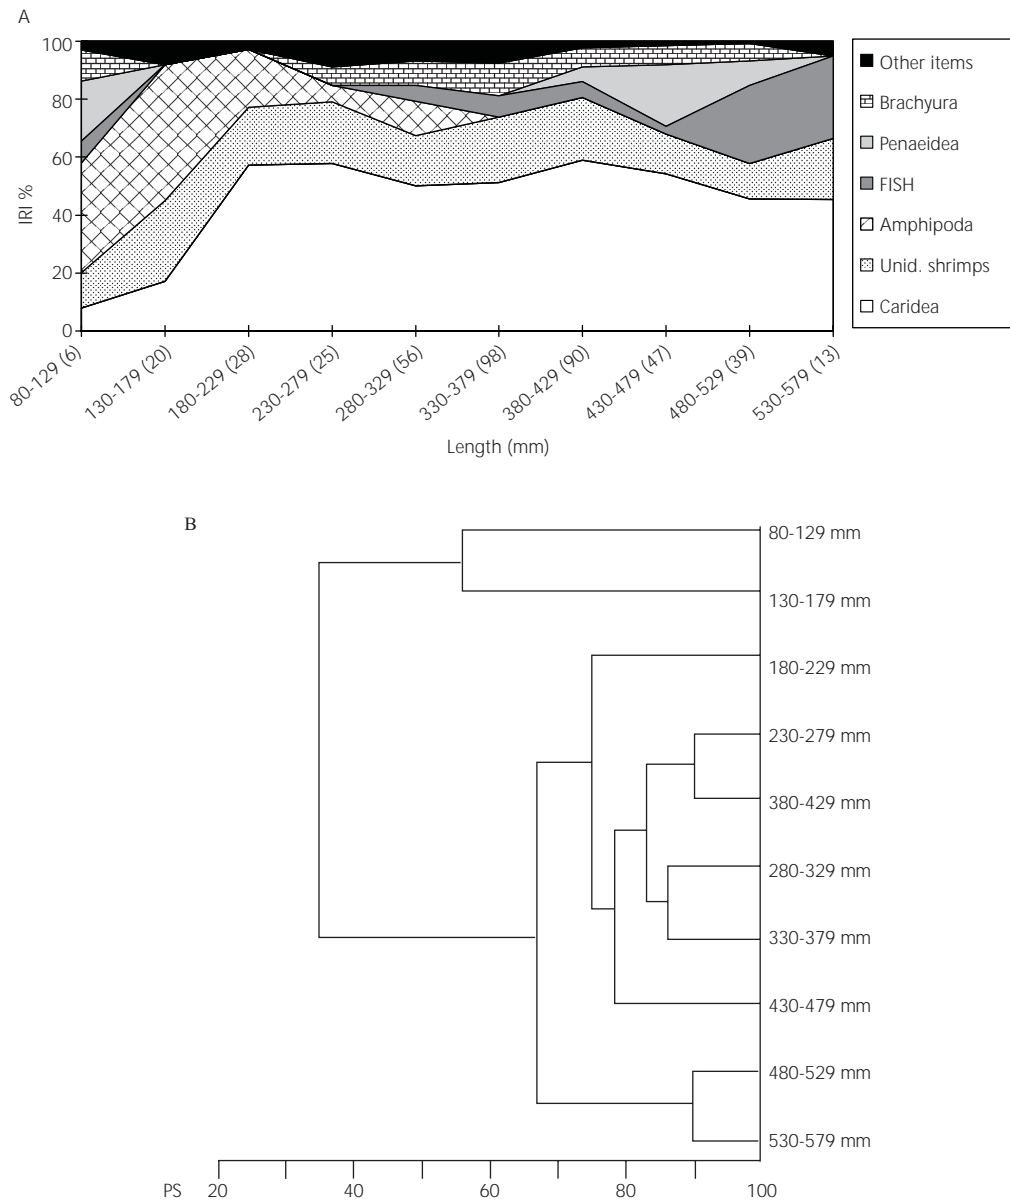 A
100
80
60
40
20
0
IRI %
80-129 (6)
130-179 (20)
180-229 (28)
230-279 (25)
280-329 (56)
330-379 (98)
380-429 (90)
430-479 (47)
480-529 (39)
530-579 (13)
Length (mm)
Other items
Brachyura
Penaeidea
FISH
Amphipoda
Unid. shrimps
Caridea
B
80-129 mm
130-179 mm
180-229 mm
230-279 mm
380-429 mm
280-329 mm
330-379 mm
430-479 mm
480-529 mm
530-579 mm
PS 20 40 60 80 100